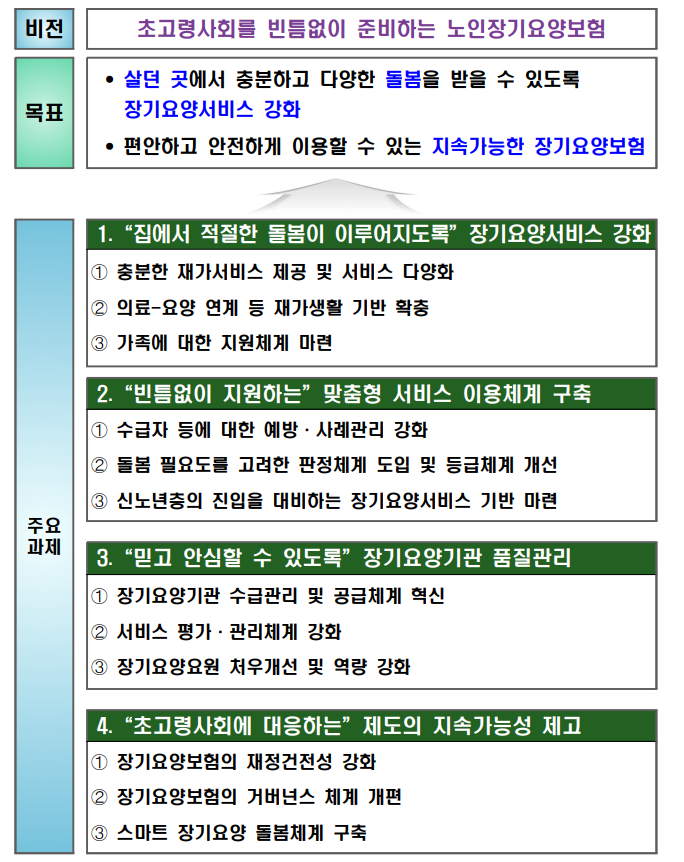 비전
초고령사회를 빈틈없이 준비하는 노인장기요양보험
목표
• 살던 곳에서 충분하고 다양한 돌봄을 받을 수 있도록
장기요양서비스 강화
• 편안하고 안전하게 이용할 수 있는 지속가능한 장기요양보험
주요
과제
1. “집에서 적절한 돌봄이 이루어지도록” 장기요양서비스 강화
① 충분한 재가서비스 제공 및 서비스 다양화
② 의료-요양 연계 등 재가생활 기반 확충
③ 가족에 대한 지원체계 마련
2. “빈틈없이 지원하는” 맞춤형 서비스 이용체계 구축
① 수급자 등에 대한 예방·사례관리 강화
② 돌봄 필요도를 고려한 판정체계 도입 및 등급체계 개선
③ 신노년층의 진입을 대비하는 장기요양서비스 기반 마련
3. “믿고 안심할 수 있도록” 장기요양기관 품질관리
① 장기요양기관 수급관리 및 공급체계 혁신
② 서비스 평가·관리체계 강화
③ 장기요양요원 처우개선 및 역량 강화
4. “초고령사회에 대응하는” 제도의 지속가능성 제고
① 장기요양보험의 재정건전성 강화
② 장기요양보험의 거버넌스 체계 개편
③ 스마트 장기요양 돌봄체계 구축